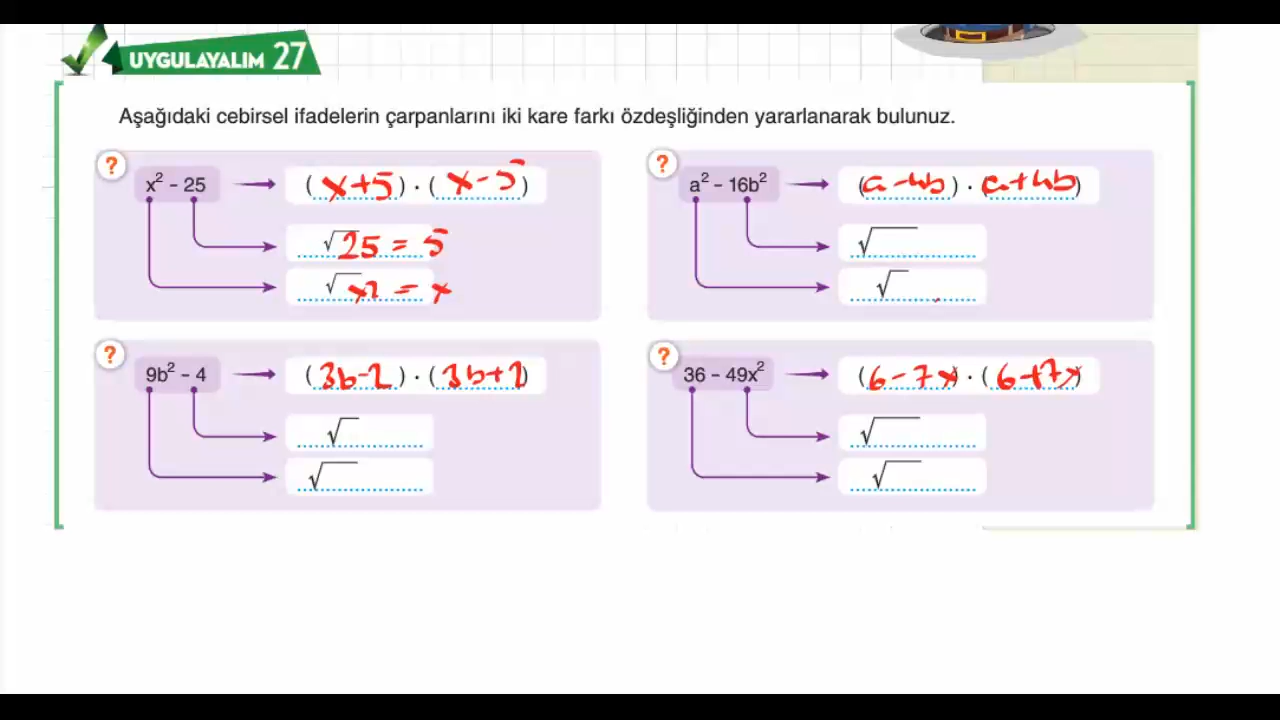 UYGULAYALIM 27
Aşağıdaki cebirsel ifadelerin çarpanlarını iki kare farkı özdeşliğinden yararlanarak bulunuz.
?
x² - 25 (x+5) · (x-5)
√25 = 5
√x2 = x
?
a² - 16b² (a-4b) · (a+4b)
√
√
?
9b² - 4 (3b-2) · (3b+2)
√
√
?
36 - 49x² (6-7x) · (6+7x)
√
√